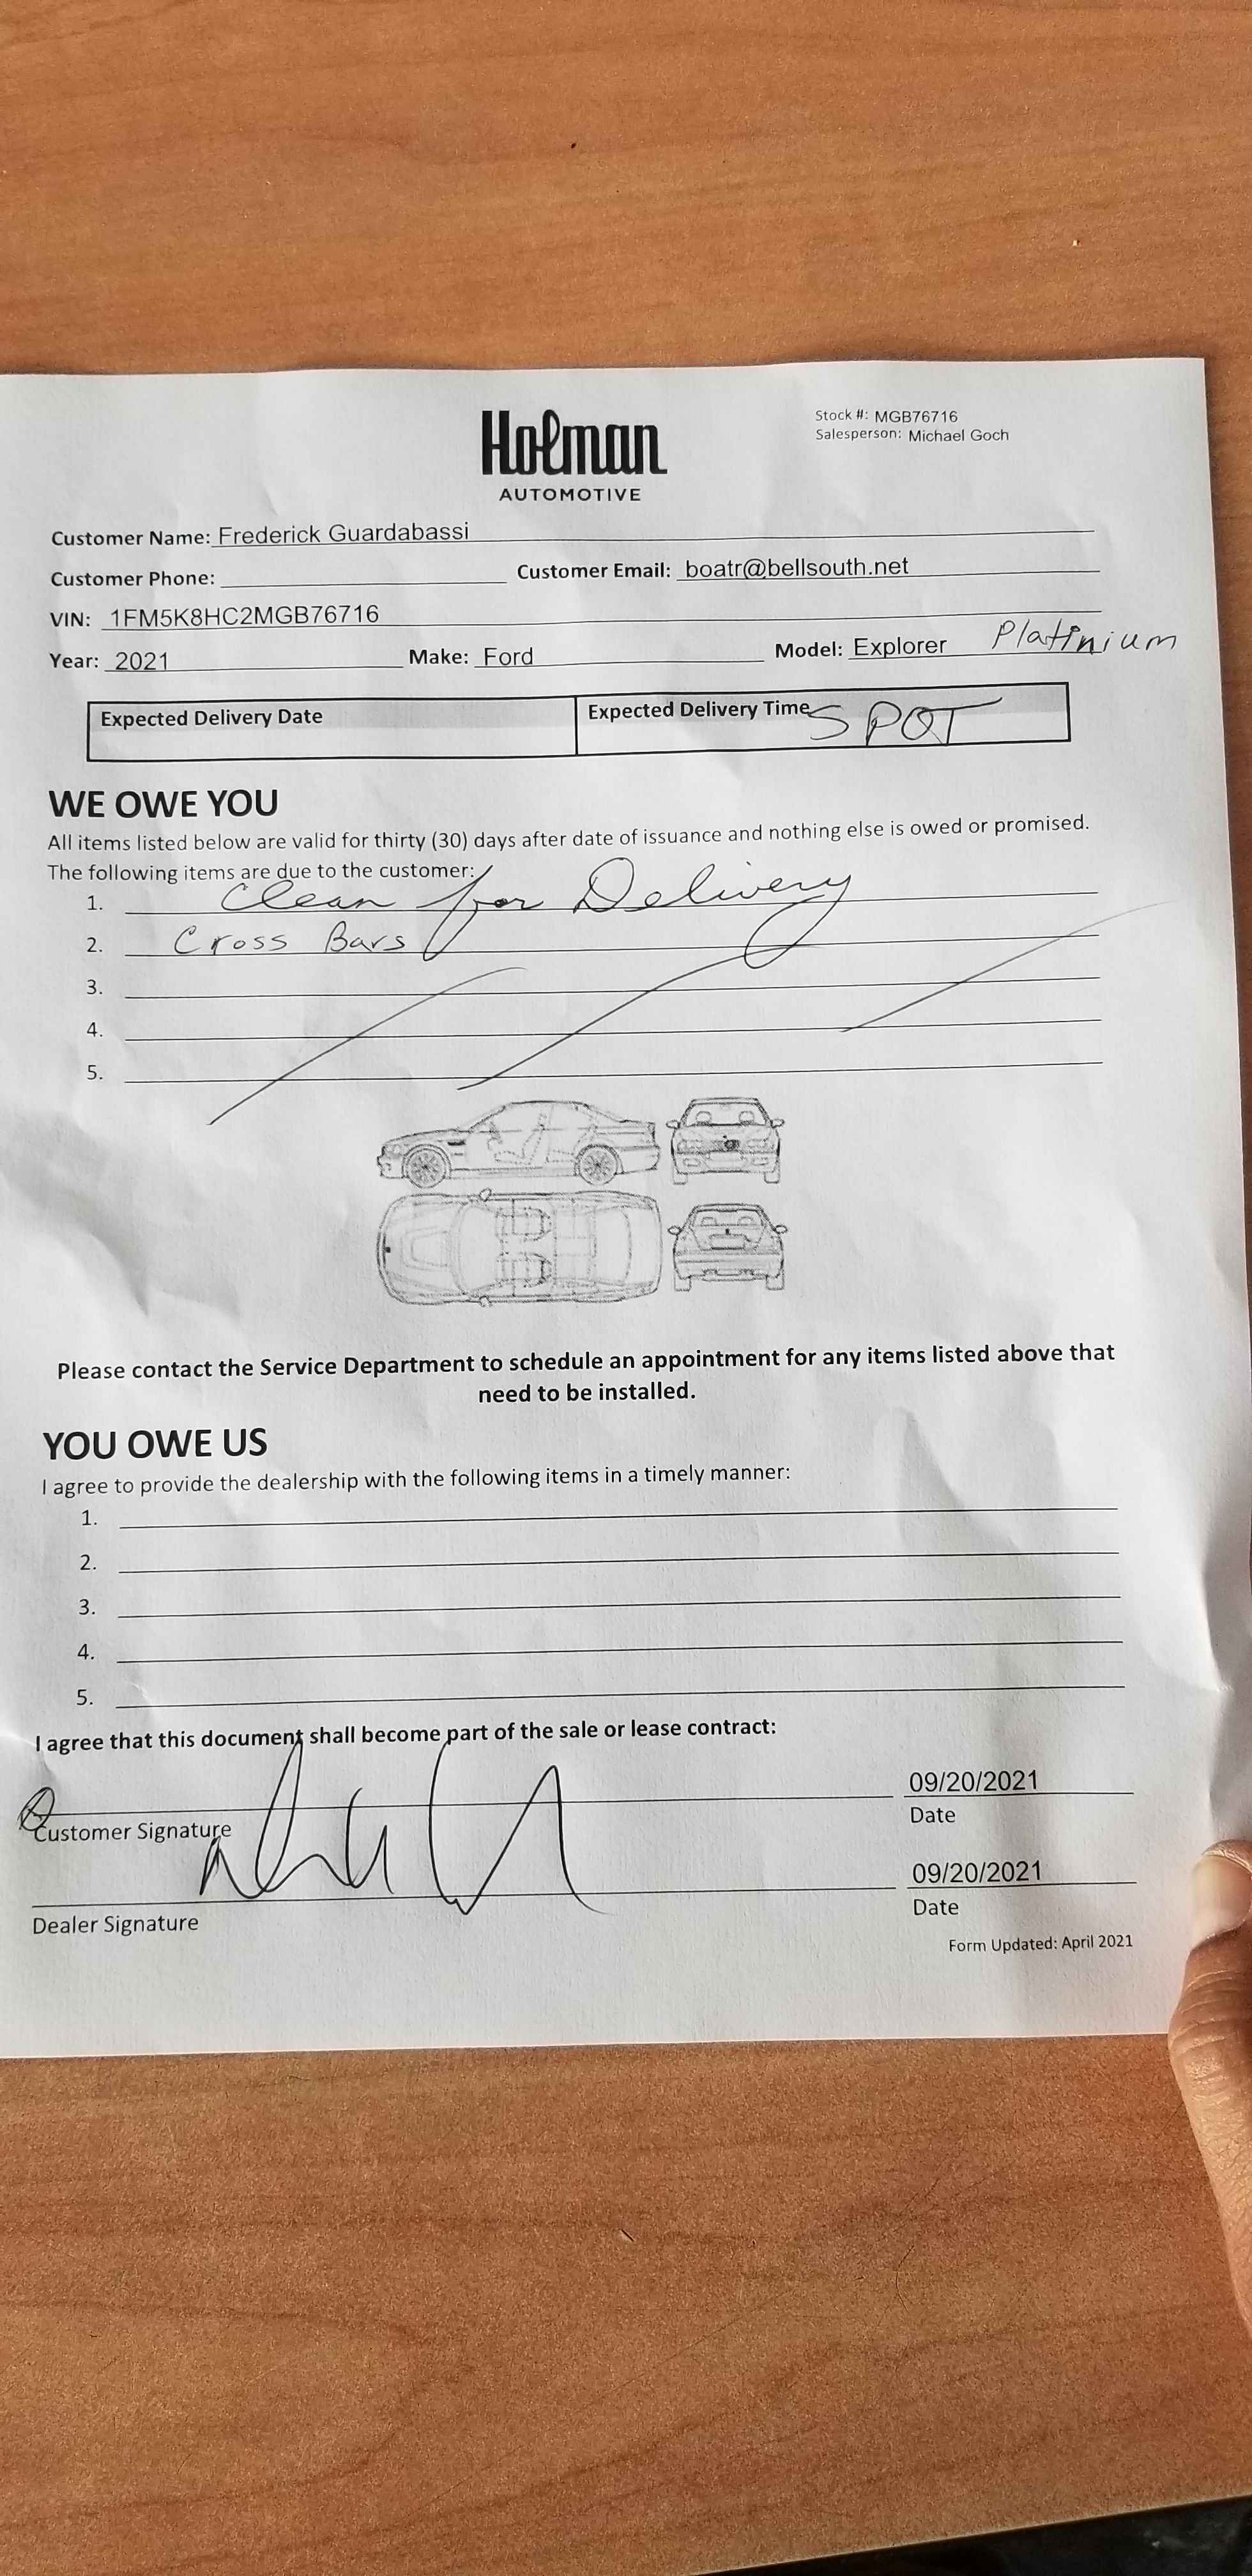 Holman
AUTOMOTIVE
Stock #: MGB76716
Salesperson: Michael Goch
Customer Name: Frederick Guardabassi
Customer Phone: Customer Email: boatr@bellsouth.net
VIN: 1FM5K8HC2MGB76716
Year: 2021 Make: Ford Model: Explorer Platinium
Expected Delivery Date Expected Delivery Time SPOT
WE OWE YOU
All items listed below are valid for thirty (30) days after date of issuance and nothing else is owed or promised.
The following items are due to the customer:
1. Clean for Delivery
2. Cross Bars
3.
4.
5.
Please contact the Service Department to schedule an appointment for any items listed above that
need to be installed.
YOU OWE US
I agree to provide the dealership with the following items in a timely manner:
1.
2.
3.
4.
5.
I agree that this document shall become part of the sale or lease contract:
09/20/2021
Customer Signature Date
09/20/2021
Dealer Signature Date
Form Updated: April 2021